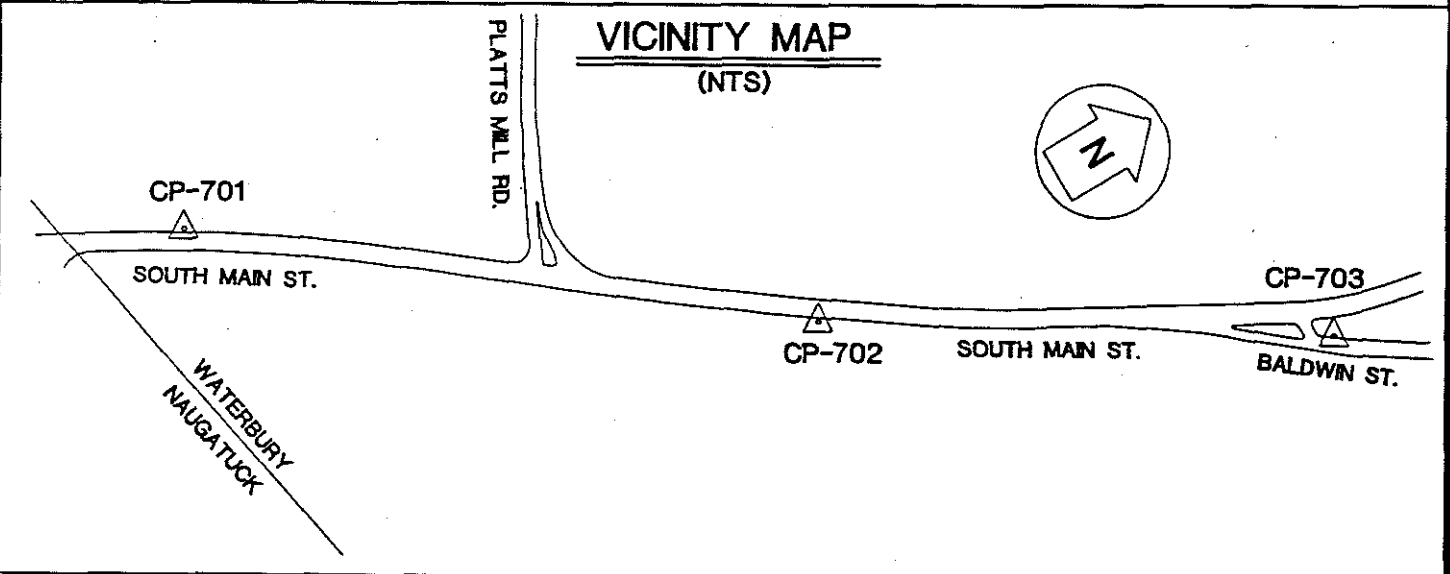 VICINITY MAP
(NTS)
PLATTS MILL RD.
N
CP-701
SOUTH MAIN ST.
CP-703
CP-702
SOUTH MAIN ST.
BALDWIN ST.
WATERBURY
NAUGATUCK